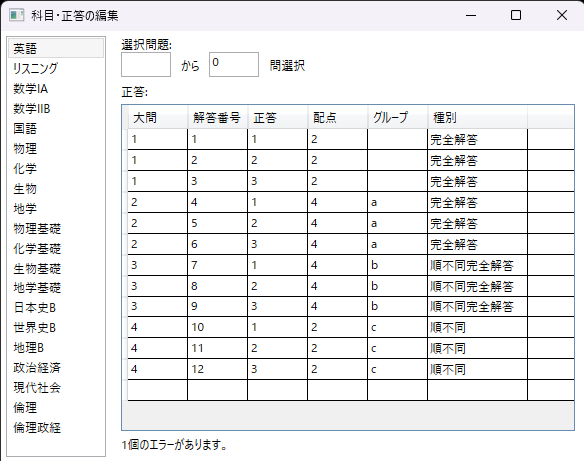 科目・正答の編集
英語
リスニング
数学IA
数学IIB
国語
物理
化学
生物
地学
物理基礎
化学基礎
生物基礎
地学基礎
日本史B
世界史B
地理B
政治経済
現代社会
倫理
倫理政経
選択問題:
から 0 問選択
正答:
大問 解答番号 正答 配点 グループ 種別
1 1 1 2 完全解答
1 2 2 2 完全解答
1 3 3 2 完全解答
2 4 1 4 a 完全解答
2 5 2 4 a 完全解答
2 6 3 4 a 完全解答
3 7 1 4 b 順不同完全解答
3 8 2 4 b 順不同完全解答
3 9 3 4 b 順不同完全解答
4 10 1 2 c 順不同
4 11 2 2 c 順不同
4 12 3 2 c 順不同
1個のエラーがあります。